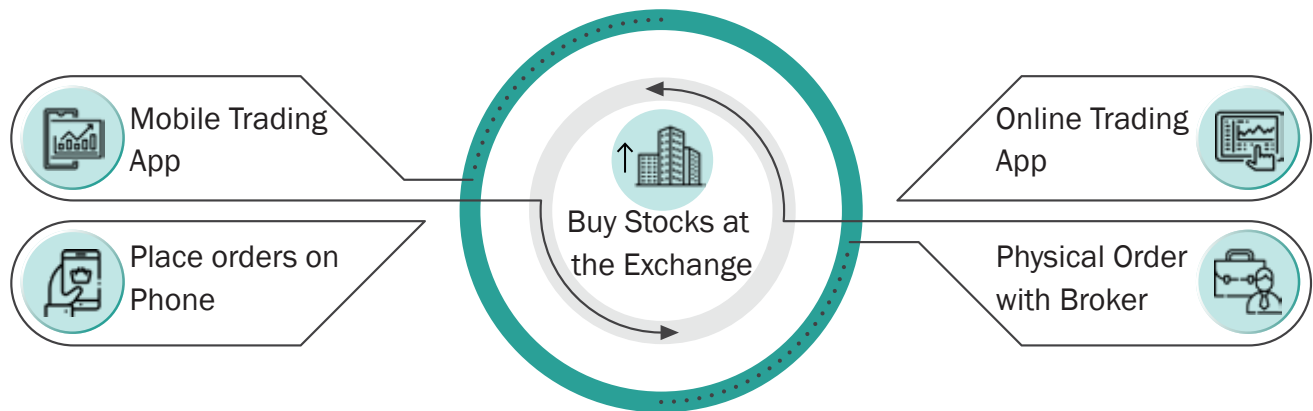 Mobile Trading
App
Place orders on
Phone
Buy Stocks at
the Exchange
Online Trading
App
Physical Order
with Broker